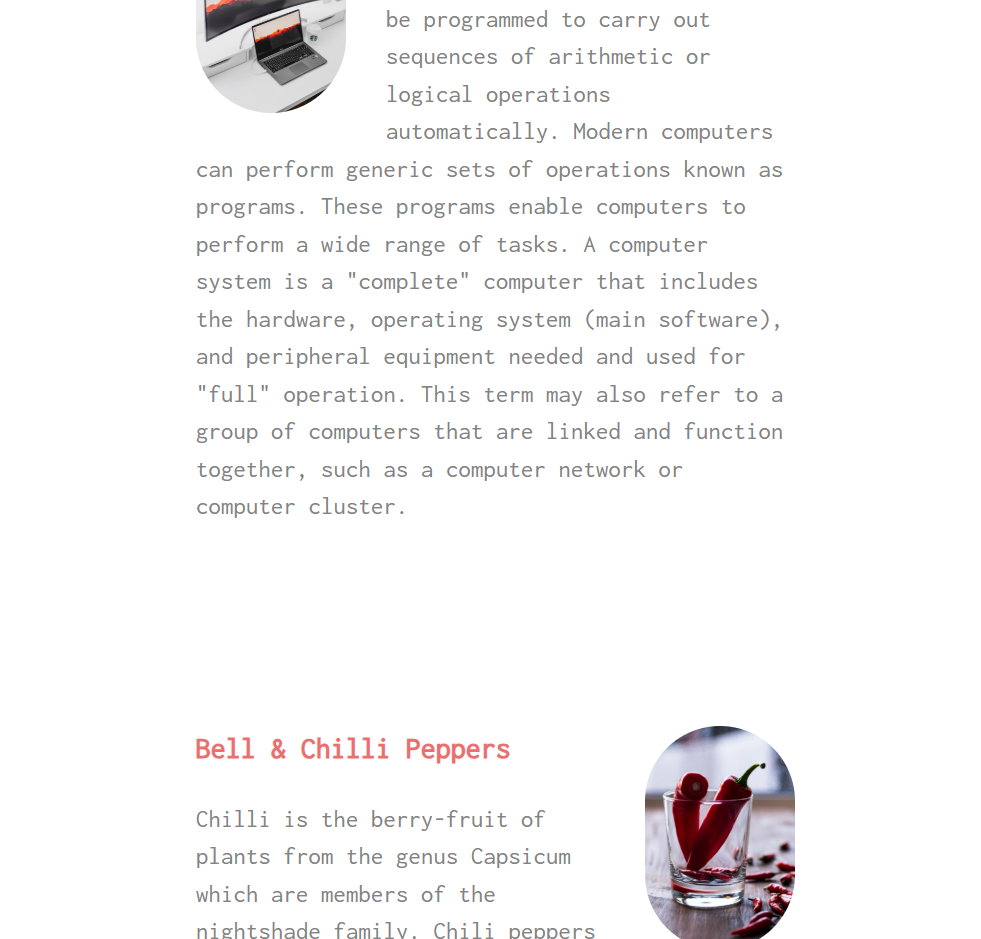 be programmed to carry out
sequences of arithmetic or
logical operations
automatically. Modern computers
can perform generic sets of operations known as
programs. These programs enable computers to
perform a wide range of tasks. A computer
system is a "complete" computer that includes
the hardware, operating system (main software),
and peripheral equipment needed and used for
"full" operation. This term may also refer to a
group of computers that are linked and function
together, such as a computer network or
computer cluster.
Bell & Chilli Peppers
Chilli is the berry-fruit of
plants from the genus Capsicum
which are members of the
nightshade family. Chili peppers